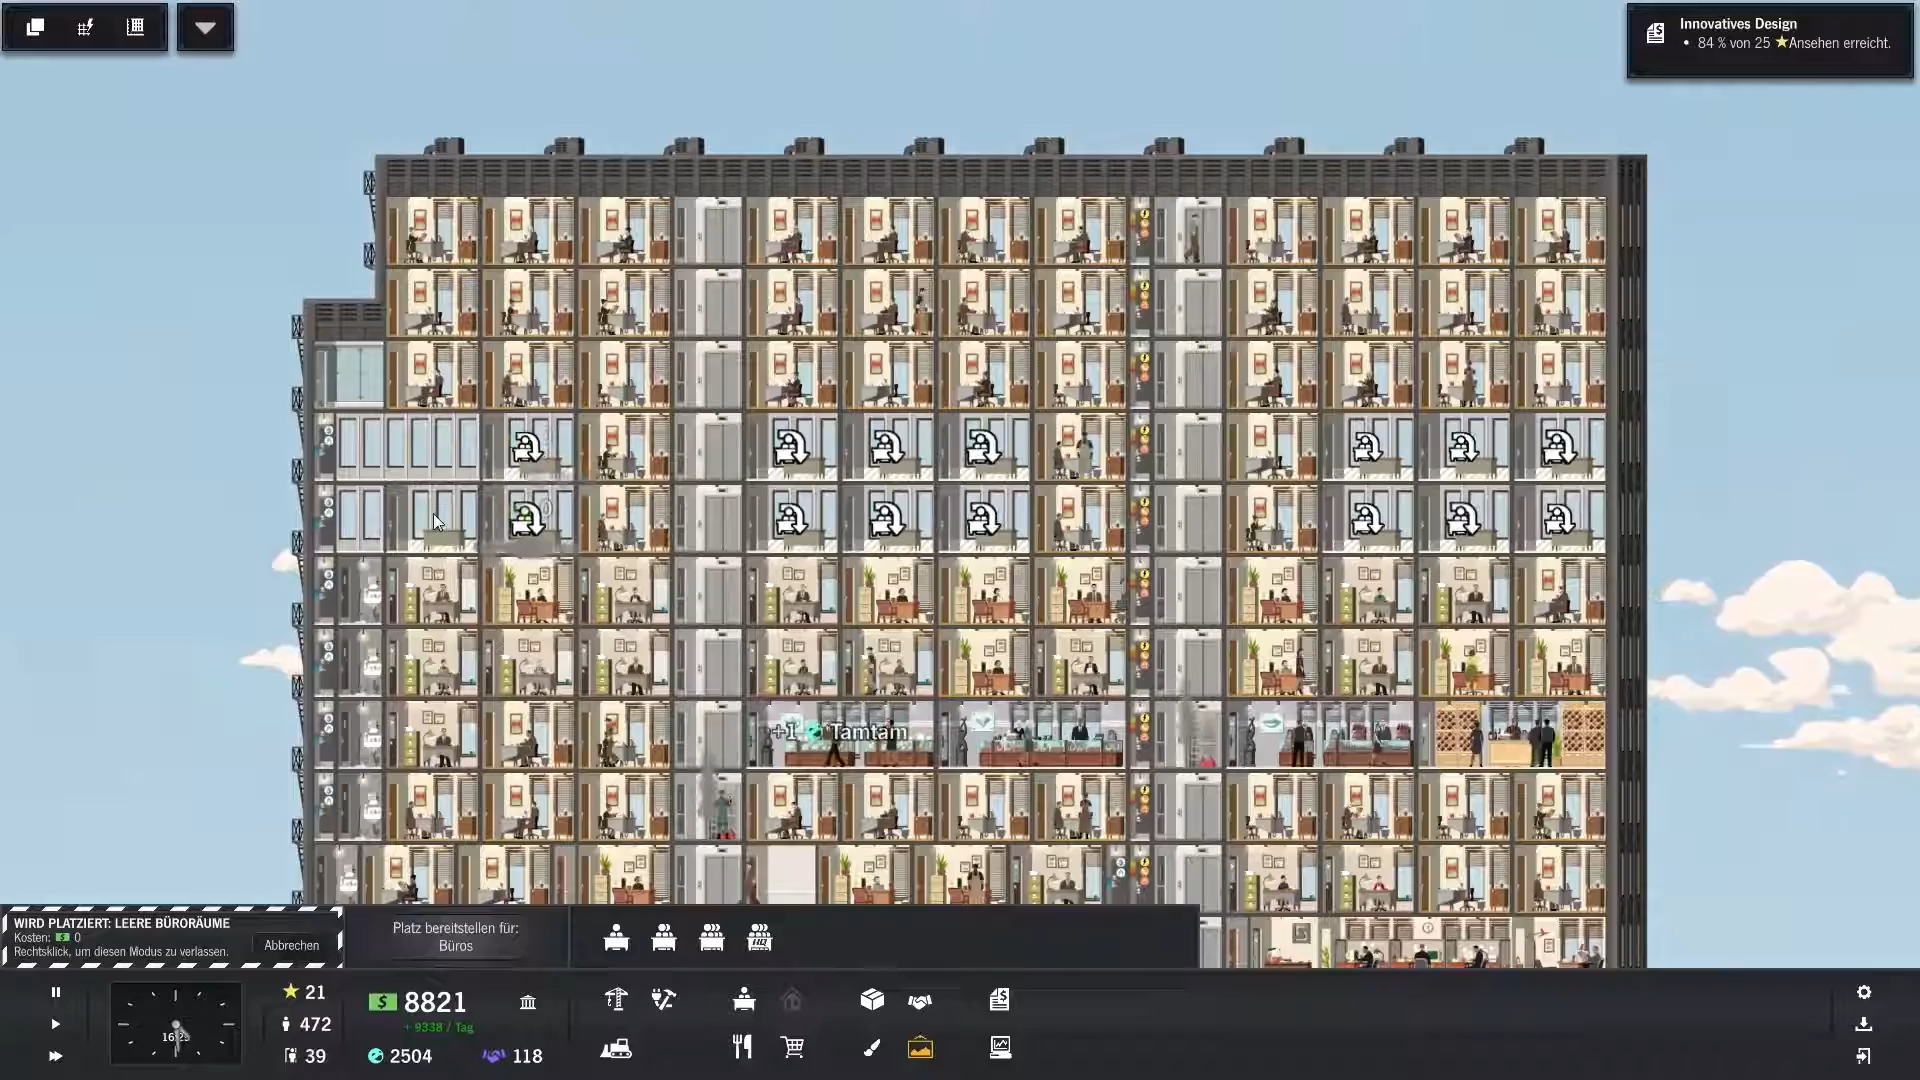 Innovatives Design
• 84 % von 25 ★Ansehen erreicht.
+1 Tamtam
WIRD PLATZIERT: LEERE BÜRORÄUME
Kosten: $ 0
Rechtsklick, um diesen Modus zu verlassen.
Abbrechen
Platz bereitstellen für:
Büros
HQ
21
$ 8821
+ 9338 / Tag
472
39
2504
118